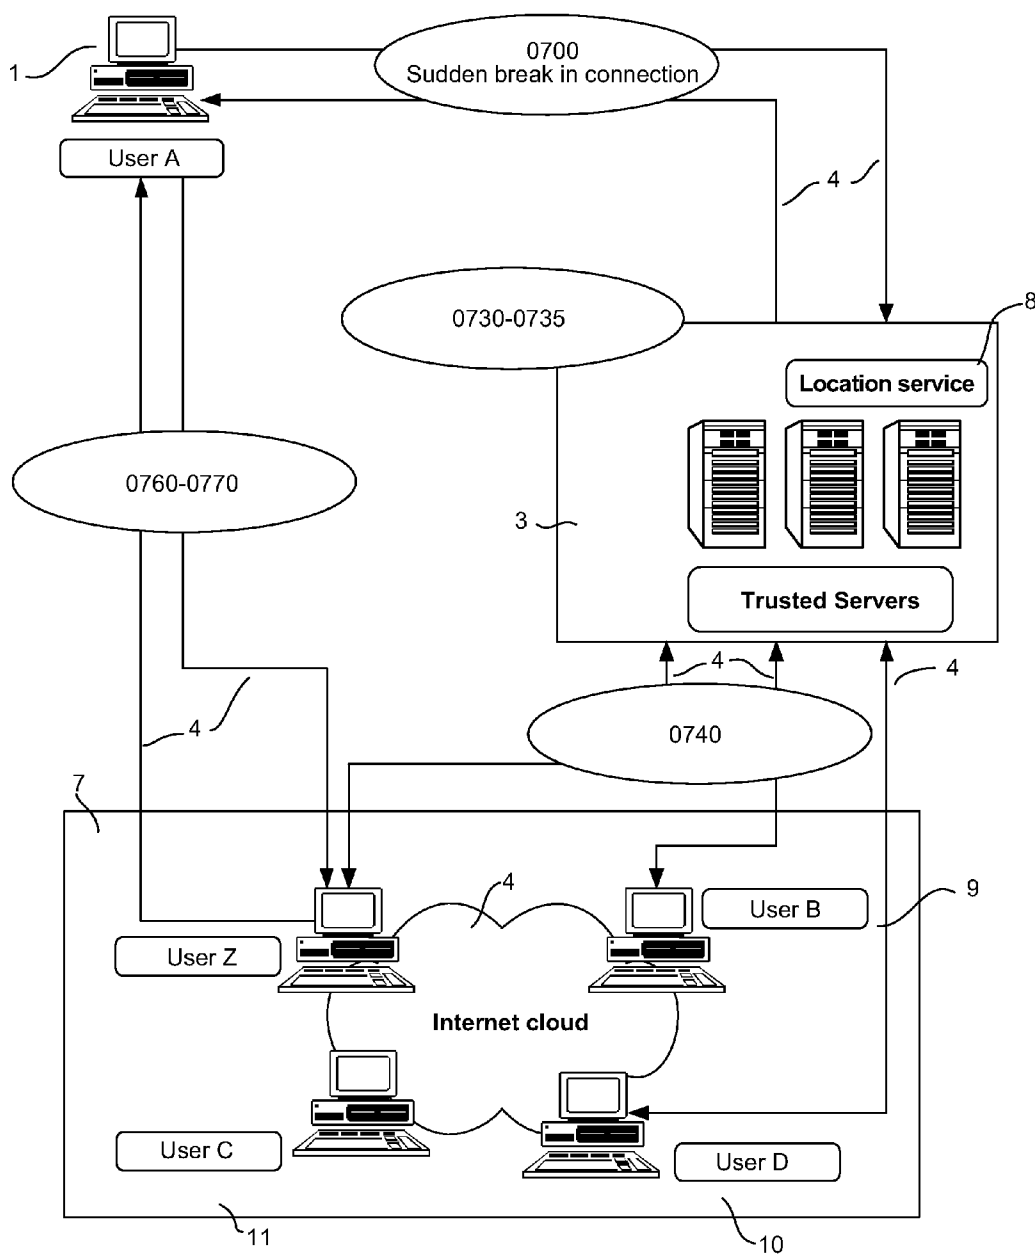 0700
Sudden break in connection
1
User A
4
8
0730-0735
Location service
0760-0770
3
Trusted Servers
4
4
0740
4
7
4
9
User B
User Z
Internet cloud
User C
User D
11
10